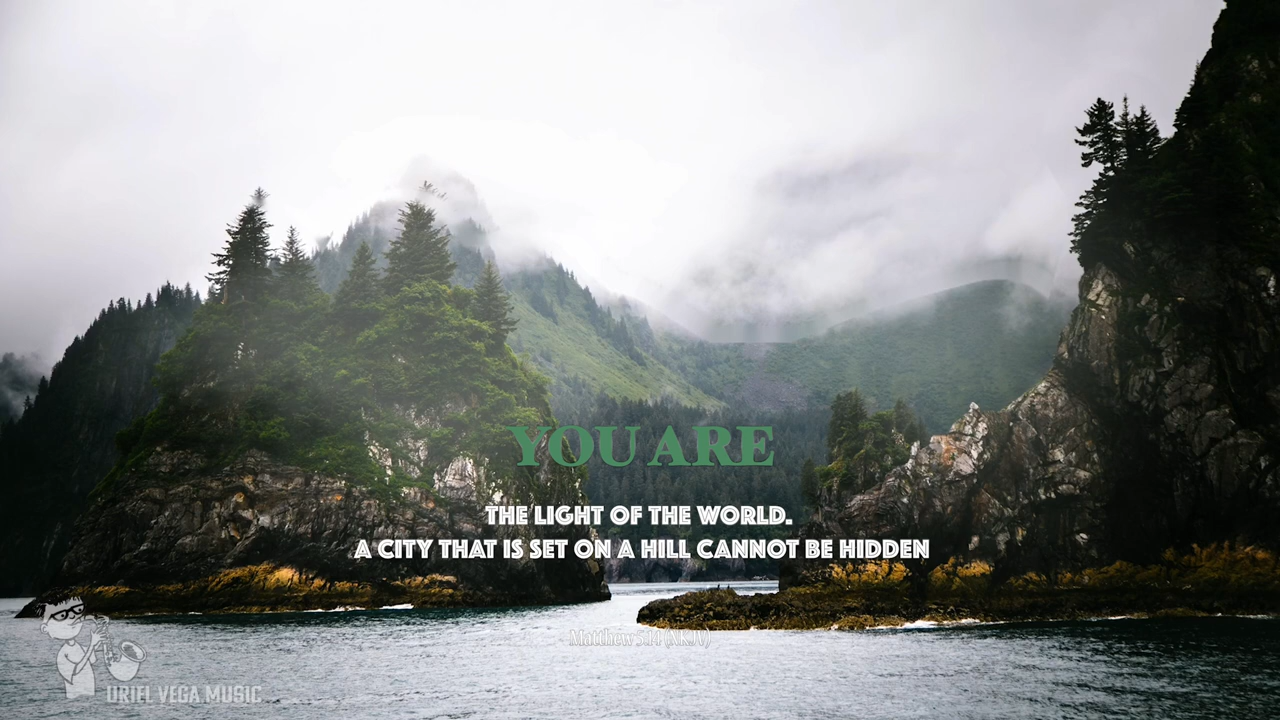 YOU ARE
THE LIGHT OF THE WORLD.
A CITY THAT IS SET ON A HILL CANNOT BE HIDDEN
Matthew 5:14 (NKJV)
URIEL VEGA MUSIC